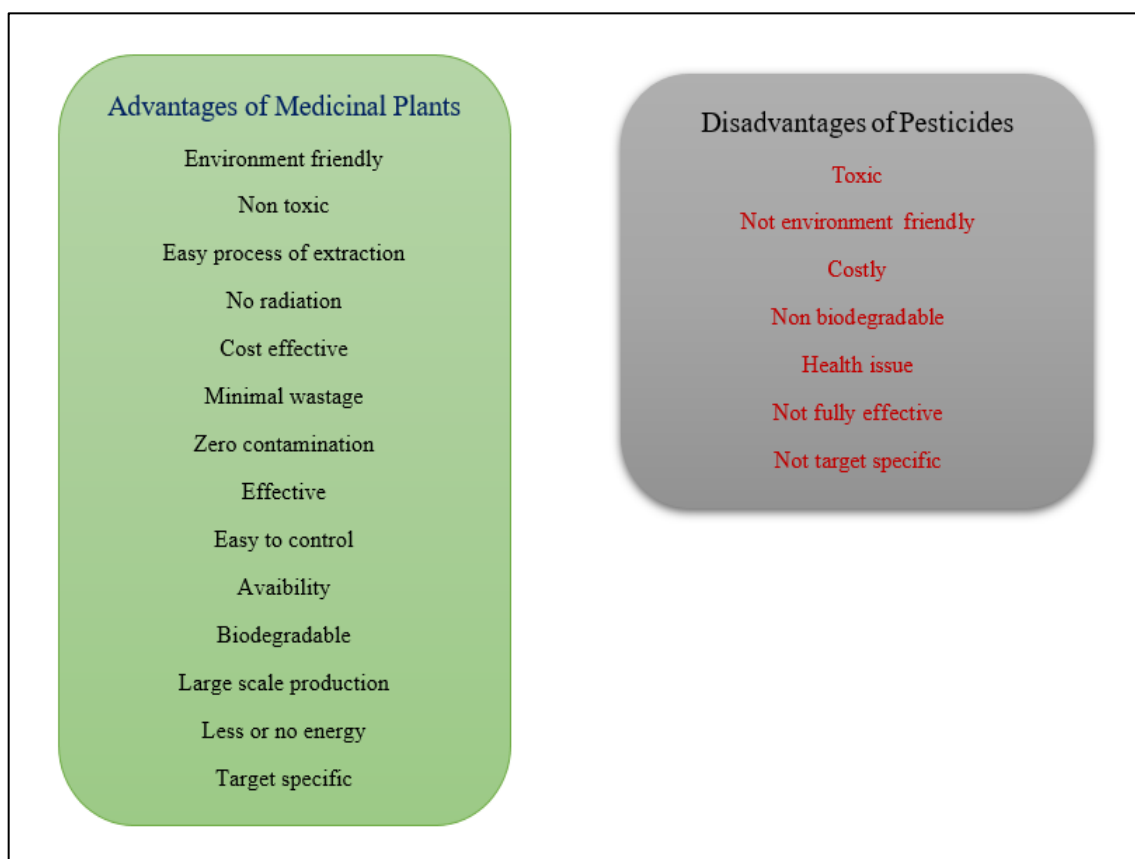 Advantages of Medicinal Plants
Environment friendly
Non toxic
Easy process of extraction
No radiation
Cost effective
Minimal wastage
Zero contamination
Effective
Easy to control
Avaibility
Biodegradable
Large scale production
Less or no energy
Target specific
Disadvantages of Pesticides
Toxic
Not environment friendly
Costly
Non biodegradable
Health issue
Not fully effective
Not target specific